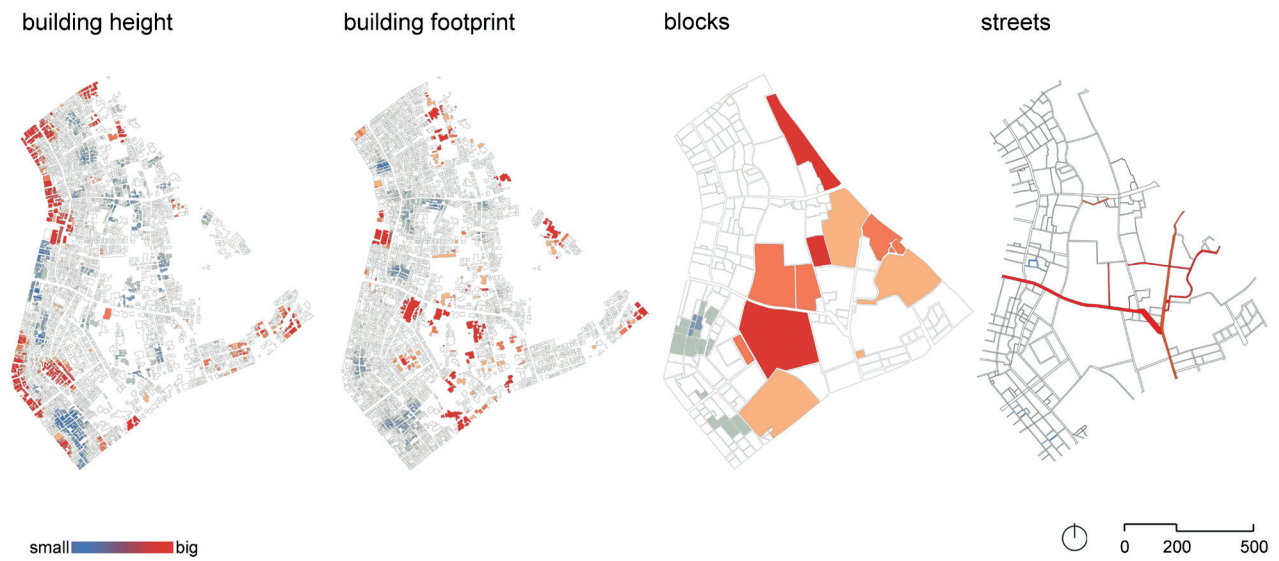 building height
building footprint
blocks
streets
small
big
0 200 500